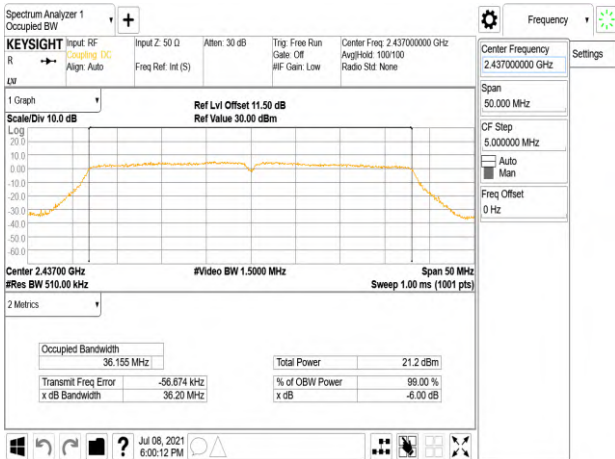 Spectrum Analyzer 1
Occupied BW
Frequency
KEYSIGHT
R
LXI
Input: RF
Coupling: DC
Align: Auto
Input Z: 50 Ω
Freq Ref: Int (S)
Atten: 30 dB
Trig: Free Run
Gate: Off
#IF Gain: Low
Center Freq: 2.437000000 GHz
Avg|Hold: 100/100
Radio Std: None
Center Frequency
2.437000000 GHz
Settings
Span
50.000 MHz
CF Step
5.000000 MHz
Auto
Man
Freq Offset
0 Hz
1 Graph
Scale/Div 10.0 dB
Ref Lvl Offset 11.50 dB
Ref Value 30.00 dBm
Log
20.0
10.0
0.00
-10.0
-20.0
-30.0
-40.0
-50.0
-60.0
Center 2.43700 GHz
#Res BW 510.00 kHz
#Video BW 1.5000 MHz
Span 50 MHz
Sweep 1.00 ms (1001 pts)
2 Metrics
Occupied Bandwidth
36.155 MHz
Total Power 21.2 dBm
Transmit Freq Error -56.674 kHz
% of OBW Power 99.00 %
x dB Bandwidth 36.20 MHz
x dB -6.00 dB
?
Jul 08, 2021
6:00:12 PM